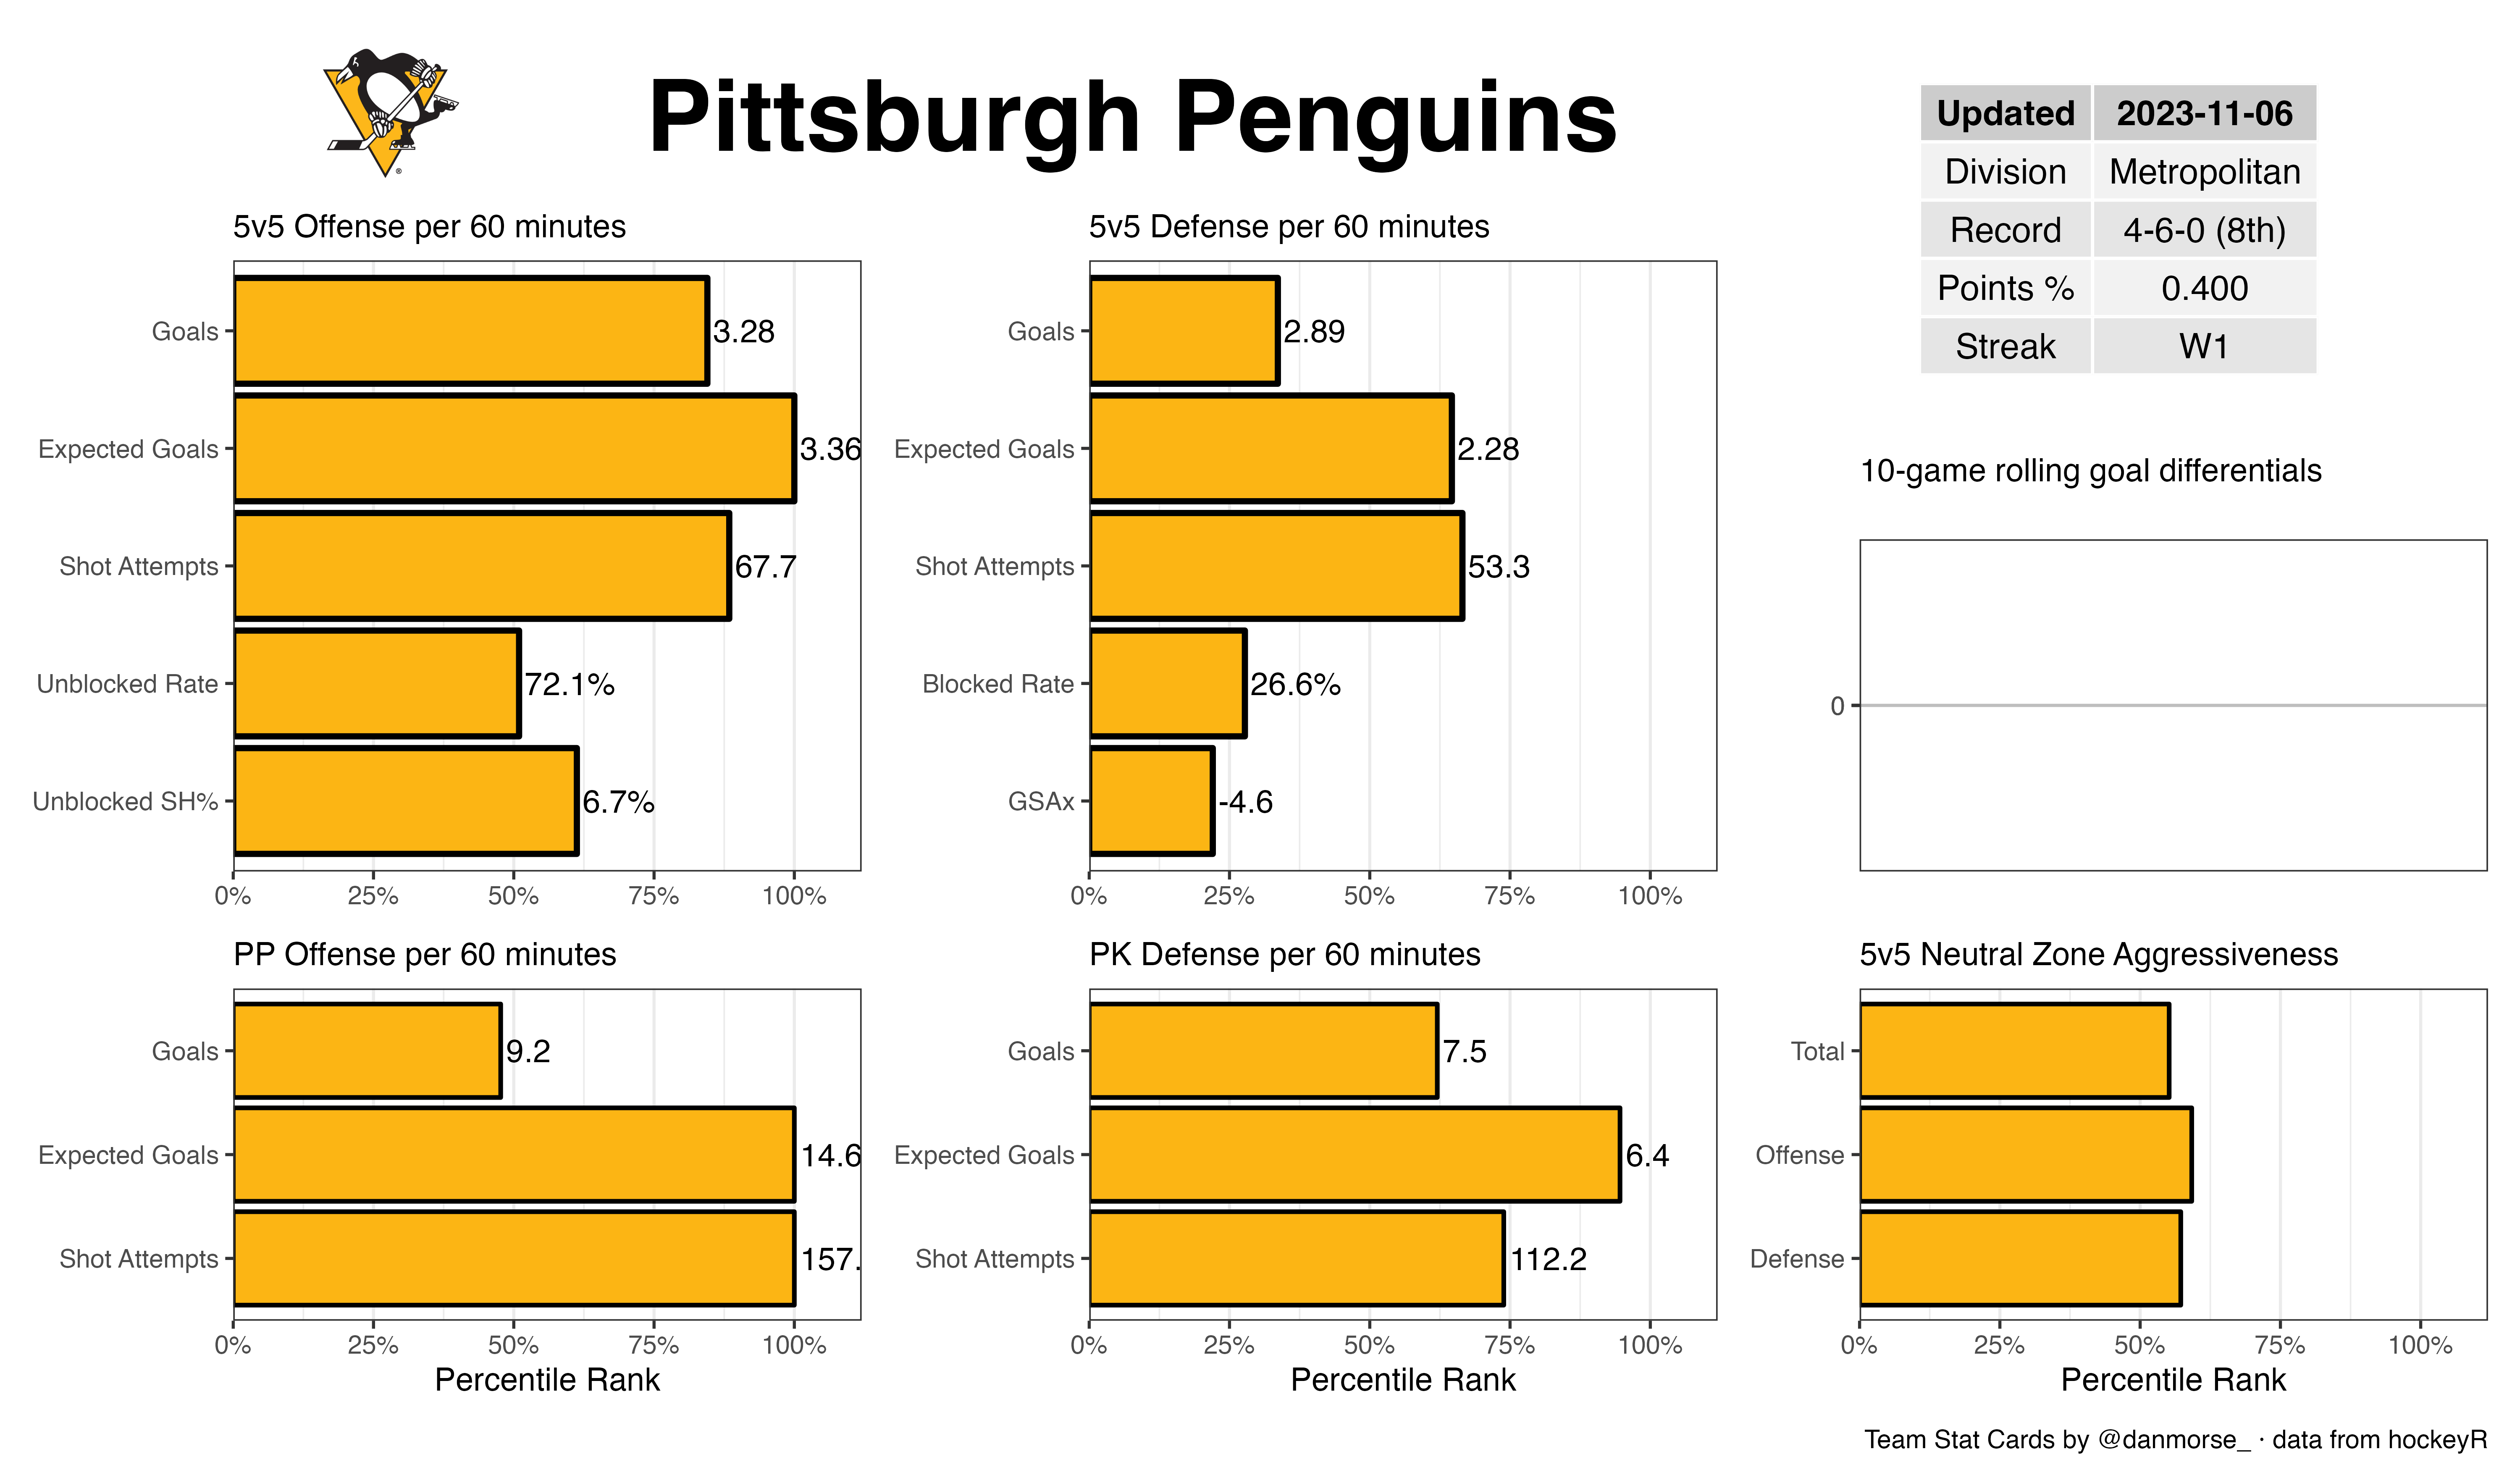 Pittsburgh Penguins
Updated 2023-11-06
Division Metropolitan
Record 4-6-0 (8th)
Points % 0.400
Streak W1
5v5 Offense per 60 minutes
Goals 3.28
Expected Goals 3.36
Shot Attempts 67.7
Unblocked Rate 72.1%
Unblocked SH% 6.7%
0% 25% 50% 75% 100%
5v5 Defense per 60 minutes
Goals 2.89
Expected Goals 2.28
Shot Attempts 53.3
Blocked Rate 26.6%
GSAx -4.6
0% 25% 50% 75% 100%
10-game rolling goal differentials
0
PP Offense per 60 minutes
Goals 9.2
Expected Goals 14.6
Shot Attempts 157.
0% 25% 50% 75% 100%
Percentile Rank
PK Defense per 60 minutes
Goals 7.5
Expected Goals 6.4
Shot Attempts 112.2
0% 25% 50% 75% 100%
Percentile Rank
5v5 Neutral Zone Aggressiveness
Total
Offense
Defense
0% 25% 50% 75% 100%
Percentile Rank
Team Stat Cards by @danmorse_ · data from hockeyR